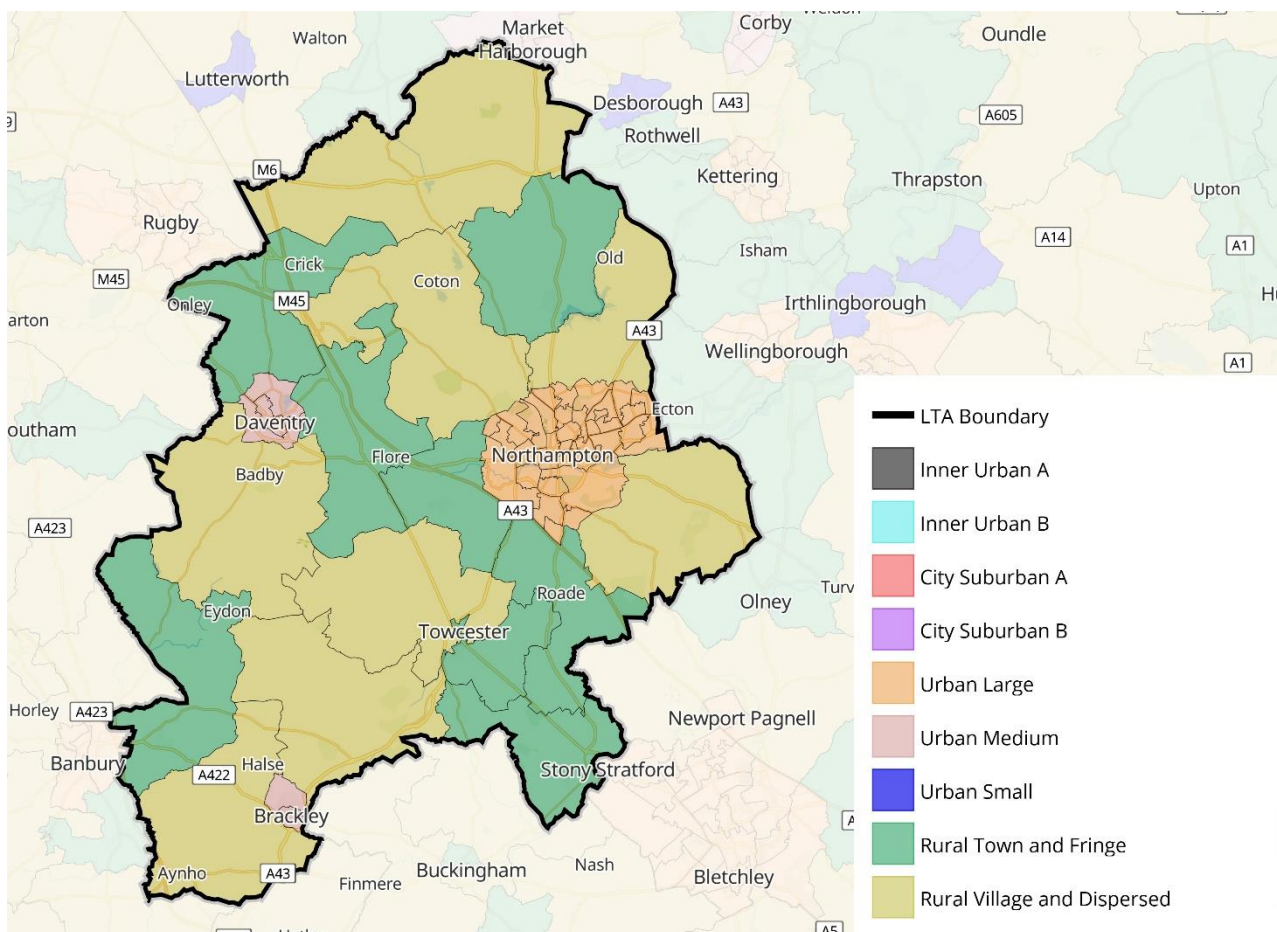 Walton
Market
Harborough
Corby
Oundle
Lutterworth
Desborough
A43
A605
Rothwell
M6
Kettering
Thrapston
Upton
Rugby
A14
A1
Isham
Old
Crick
Coton
M45
M45
Onley
Irthlingborough
A43
Wellingborough
A1
Ecton
Daventry
Northampton
Flore
Badby
A43
A423
Roade
Olney
Eydon
Towcester
Horley
A423
Newport Pagnell
Banbury
Halse
A422
Stony Stratford
Brackley
Aynho
A43
Finmere
Buckingham
Nash
Bletchley
A5
LTA Boundary
Inner Urban A
Inner Urban B
City Suburban A
City Suburban B
Urban Large
Urban Medium
Urban Small
Rural Town and Fringe
Rural Village and Dispersed